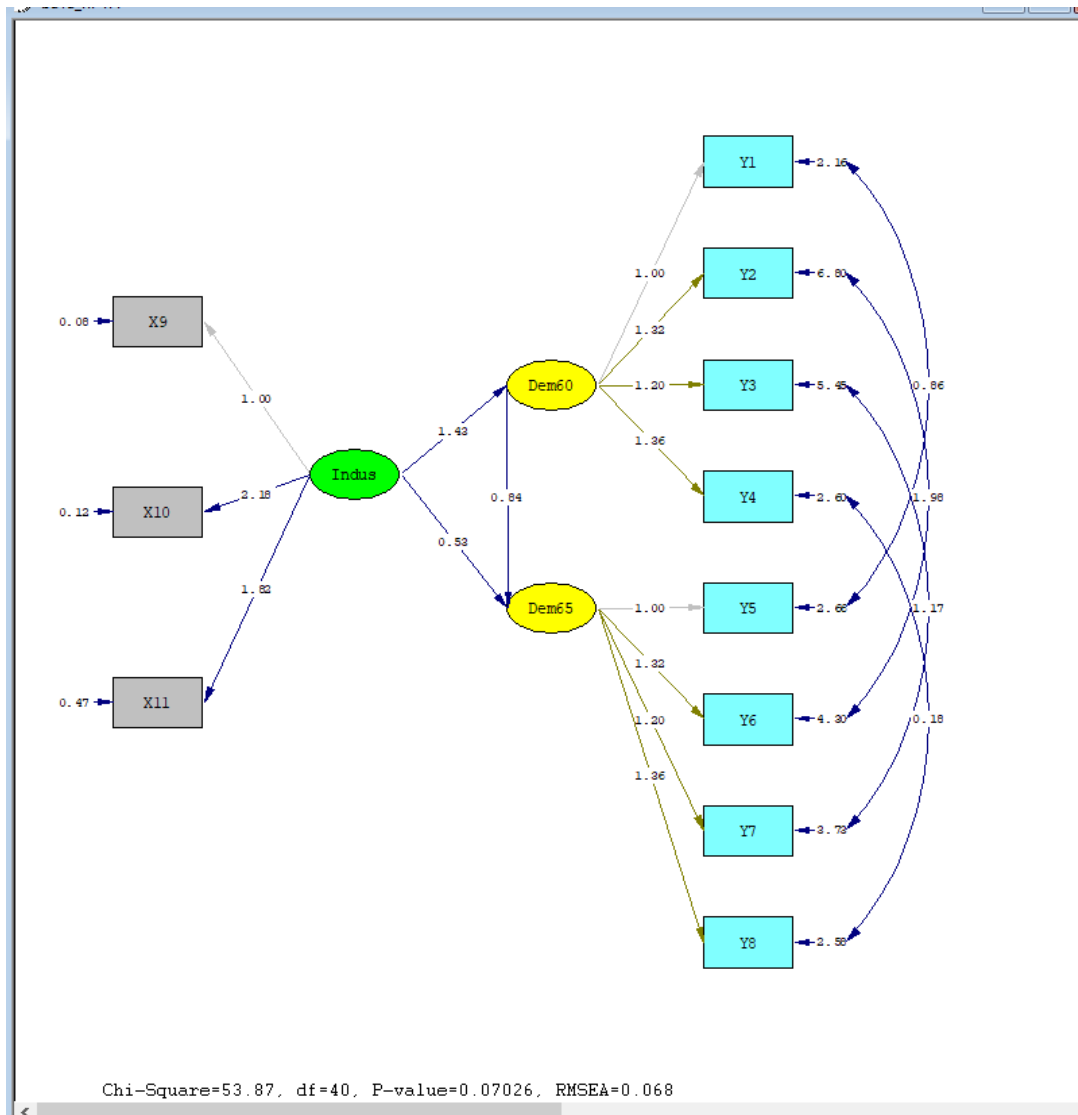 Y1
2.16
Y2
6.80
1.00
X9
0.08
1.32
Y3
5.45
0.86
Dem60
1.20
1.00
1.43
1.36
Indus
Y4
2.60
1.98
2.18
0.84
X10
0.12
0.53
1.82
Dem65
1.00
Y5
2.66
1.17
1.32
X11
0.47
1.20
Y6
4.30
0.18
1.36
Y7
3.73
Y8
2.58
Chi-Square=53.87, df=40, P-value=0.07026, RMSEA=0.068